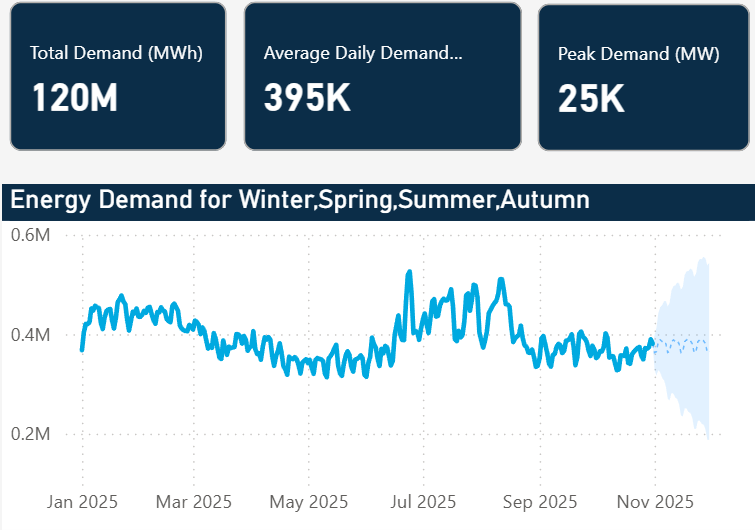 Total Demand (MWh)
120M
Average Daily Demand...
395K
Peak Demand (MW)
25K
Energy Demand for Winter,Spring,Summer,Autumn
0.6M
0.4M
0.2M
Jan 2025 Mar 2025 May 2025 Jul 2025 Sep 2025 Nov 2025